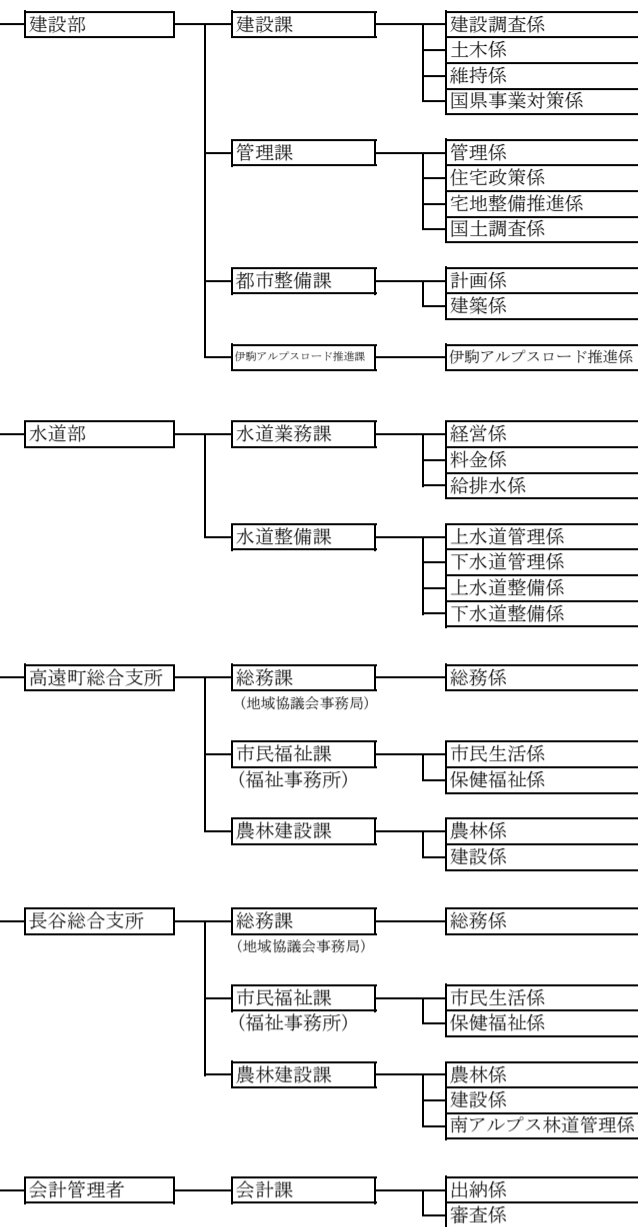 建設部 建設課 建設調査係
土木係
維持係
国県事業対策係
管理課 管理係
住宅政策係
宅地整備推進係
国土調査係
都市整備課 計画係
建築係
伊駒アルプスロード推進課 伊駒アルプスロード推進係
水道部 水道業務課 経営係
料金係
給排水係
水道整備課 上水道管理係
下水道管理係
上水道整備係
下水道整備係
高遠町総合支所 総務課 総務係
(地域協議会事務局)
市民福祉課 市民生活係
(福祉事務所) 保健福祉係
農林建設課 農林係
建設係
長谷総合支所 総務課 総務係
(地域協議会事務局)
市民福祉課 市民生活係
(福祉事務所) 保健福祉係
農林建設課 農林係
建設係
南アルプス林道管理係
会計管理者 会計課 出納係
審査係